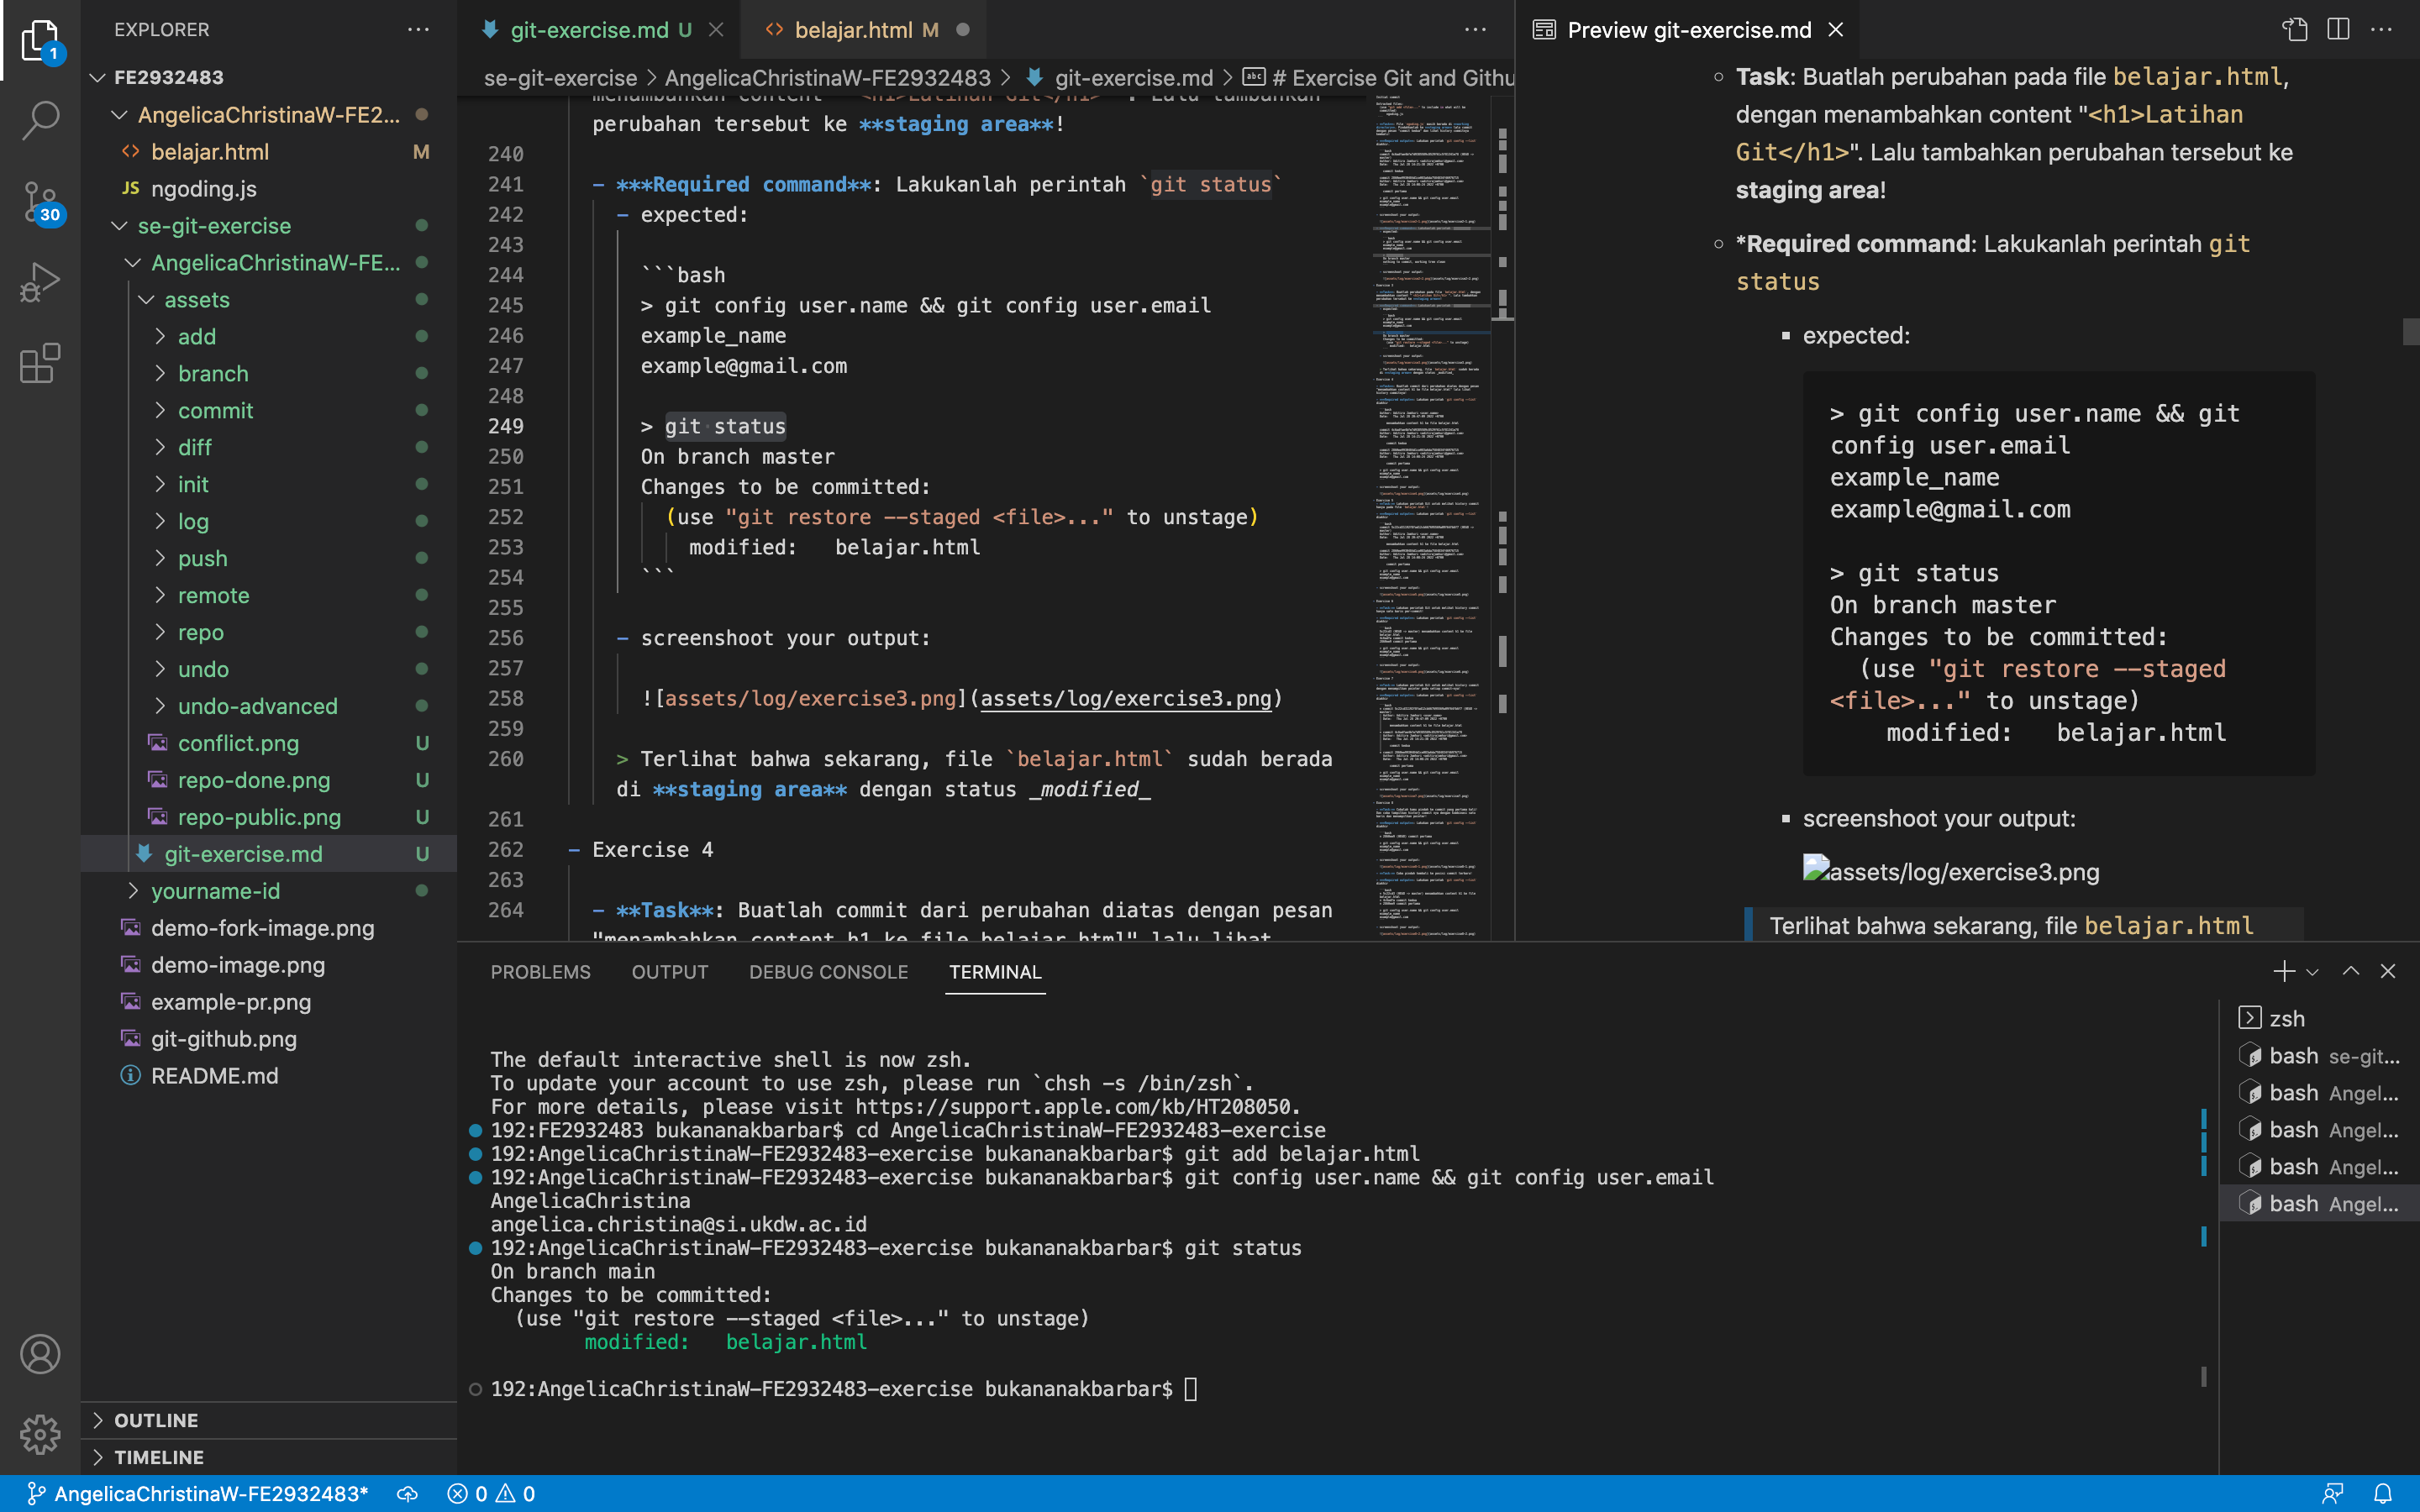 EXPLORER
FE2932483
AngelicaChristinaW-FE2...
belajar.html M
ngoding.js
se-git-exercise
AngelicaChristinaW-FE...
assets
add
branch
commit
diff
init
log
push
remote
repo
undo
undo-advanced
conflict.png U
repo-done.png U
repo-public.png U
git-exercise.md U
yourname-id
demo-fork-image.png
demo-image.png
example-pr.png
git-github.png
README.md
OUTLINE
TIMELINE
1
30
git-exercise.md U
belajar.html M
se-git-exercise > AngelicaChristinaW-FE2932483 > git-exercise.md > # Exercise Git and Githu
menambahkan content "<h1>Latihan Git</h1>". Lalu tambahkan
perubahan tersebut ke **staging area**!
240
241 - ***Required command**: Lakukanlah perintah `git status`
242 - expected:
243
244 ```bash
245 > git config user.name && git config user.email
246 example_name
247 example@gmail.com
248
249 > git status
250 On branch master
251 Changes to be committed:
252 (use "git restore --staged <file>..." to unstage)
253 modified: belajar.html
254 ```
255
256 - screenshoot your output:
257
258 ![assets/log/exercise3.png](assets/log/exercise3.png)
259
260 > Terlihat bahwa sekarang, file `belajar.html` sudah berada
di **staging area** dengan status _modified_
261
262 - Exercise 4
263
264 - **Task**: Buatlah commit dari perubahan diatas dengan pesan
"menambahkan content h1 ke file belajar.html" lalu lihat
Preview git-exercise.md
Task: Buatlah perubahan pada file belajar.html,
dengan menambahkan content "<h1>Latihan
Git</h1>". Lalu tambahkan perubahan tersebut ke
staging area!
*Required command: Lakukanlah perintah git
status
expected:
> git config user.name && git
config user.email
example_name
example@gmail.com
> git status
On branch master
Changes to be committed:
(use "git restore --staged
<file>..." to unstage)
modified: belajar.html
screenshoot your output:
assets/log/exercise3.png
Terlihat bahwa sekarang, file belajar.html
PROBLEMS OUTPUT DEBUG CONSOLE TERMINAL
The default interactive shell is now zsh.
To update your account to use zsh, please run `chsh -s /bin/zsh`.
For more details, please visit https://support.apple.com/kb/HT208050.
192:FE2932483 bukananakbarbar$ cd AngelicaChristinaW-FE2932483-exercise
192:AngelicaChristinaW-FE2932483-exercise bukananakbarbar$ git add belajar.html
192:AngelicaChristinaW-FE2932483-exercise bukananakbarbar$ git config user.name && git config user.email
AngelicaChristina
angelica.christina@si.ukdw.ac.id
192:AngelicaChristinaW-FE2932483-exercise bukananakbarbar$ git status
On branch main
Changes to be committed:
(use "git restore --staged <file>..." to unstage)
modified: belajar.html
192:AngelicaChristinaW-FE2932483-exercise bukananakbarbar$
zsh
bash se-git...
bash Angel...
bash Angel...
bash Angel...
bash Angel...
AngelicaChristinaW-FE2932483* 0 0